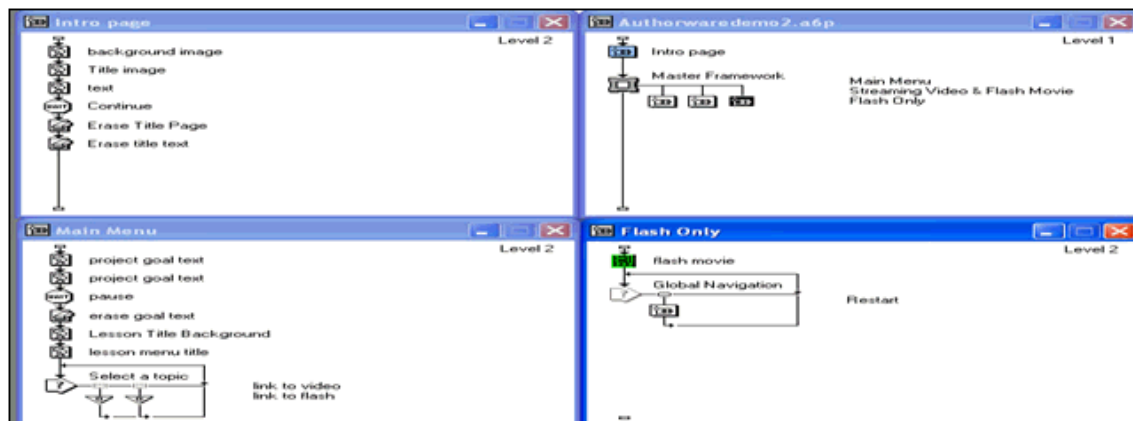 Intro page
Level 2
background image
Title image
text
WAIT
Continue
Erase Title Page
Erase title text
Authorwaredemo2.a6p
Level 1
Intro page
Master Framework
Main Menu
Streaming Video & Flash Movie
Flash Only
Main Menu
Level 2
project goal text
project goal text
WAIT
pause
erase goal text
Lesson Title Background
lesson menu title
Select a topic
?
link to video
link to flash
Flash Only
Level 2
flash movie
Global Navigation
?
Restart